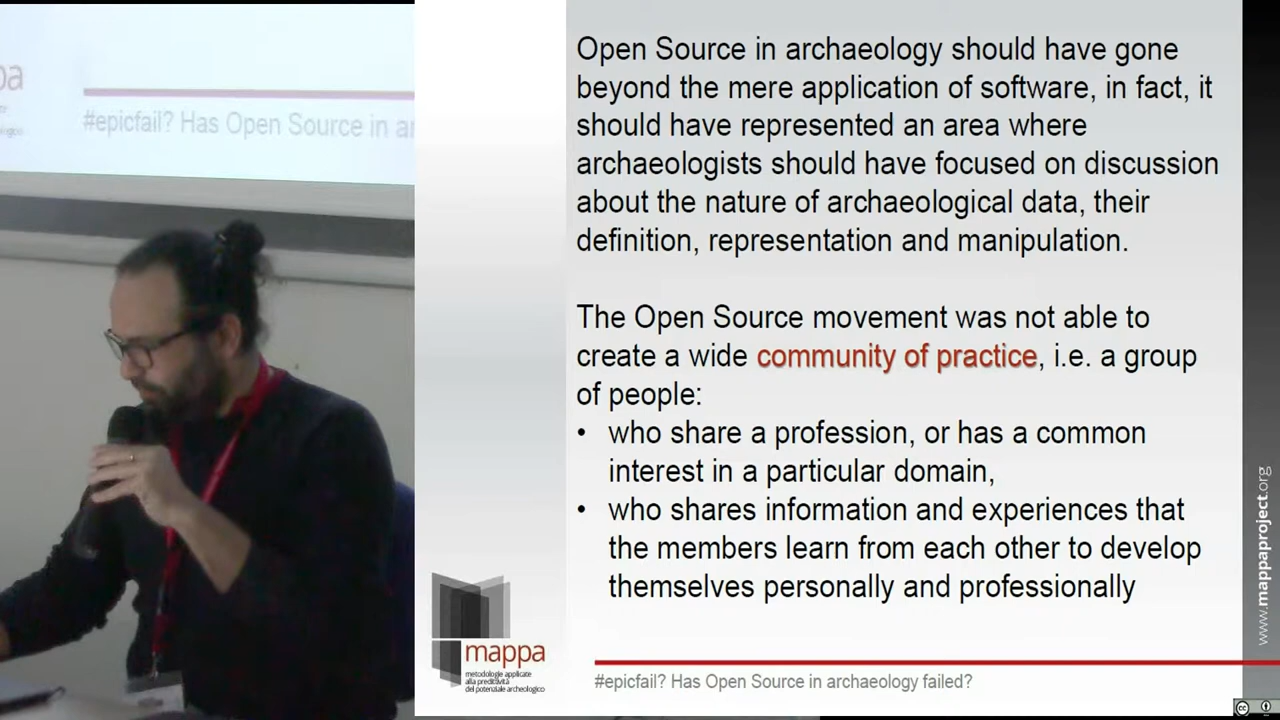 pa
#epicfail? Has Open Source in ar
Open Source in archaeology should have gone
beyond the mere application of software, in fact, it
should have represented an area where
archaeologists should have focused on discussion
about the nature of archaeological data, their
definition, representation and manipulation.
The Open Source movement was not able to
create a wide community of practice, i.e. a group
of people:
• who share a profession, or has a common
interest in a particular domain,
• who shares information and experiences that
the members learn from each other to develop
themselves personally and professionally
mappa
metodologie applicate
alla predittività
del potenziale archeologico
#epicfail? Has Open Source in archaeology failed?
www.mappaproject.org
cc